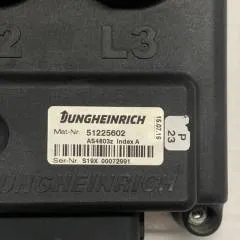 2 L3
JUNGHEINRICH
Mat-Nr. 51225602
AS4803z Index A
Ser-Nr. S19X 00072991
15.07.19
P
23
JUNGHEINRICH